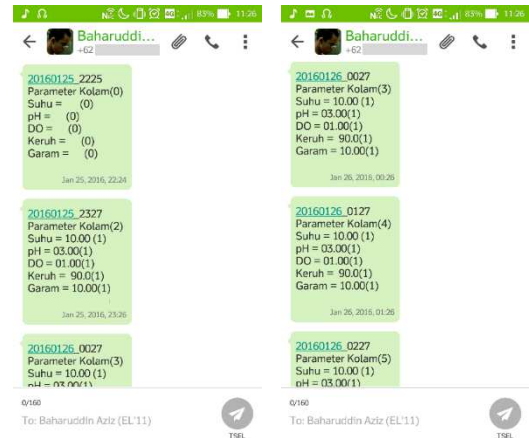 83% 11:26
Baharuddi...
+62
20160125_2225
Parameter Kolam(0)
Suhu = (0)
pH = (0)
DO = (0)
Keruh = (0)
Garam = (0)
Jan 25, 2016, 22:24
20160125_2327
Parameter Kolam(2)
Suhu = 10.00 (1)
pH = 03.00(1)
DO = 01.00(1)
Keruh = 90.0(1)
Garam = 10.00(1)
Jan 25, 2016, 23:26
20160126_0027
Parameter Kolam(3)
Suhu = 10.00 (1)
pH = 03.00(1)
0/160
To: Baharuddin Aziz (EL'11)
TSEL
83% 11:26
Baharuddi...
+62
20160126_0027
Parameter Kolam(3)
Suhu = 10.00 (1)
pH = 03.00(1)
DO = 01.00(1)
Keruh = 90.0(1)
Garam = 10.00(1)
Jan 26, 2016, 00:26
20160126_0127
Parameter Kolam(4)
Suhu = 10.00 (1)
pH = 03.00(1)
DO = 01.00(1)
Keruh = 90.0(1)
Garam = 10.00(1)
Jan 26, 2016, 01:26
20160126_0227
Parameter Kolam(5)
Suhu = 10.00 (1)
pH = 03.00(1)
0/160
To: Baharuddin Aziz (EL'11)
TSEL